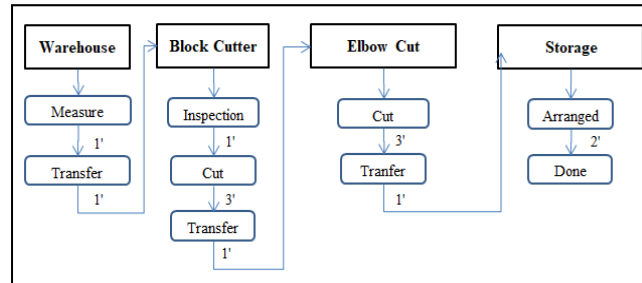 Warehouse
Measure
1'
Transfer
1'
Block Cutter
Inspection
1'
Cut
3'
Transfer
1'
Elbow Cut
Cut
3'
Tranfer
1'
Storage
Arranged
2'
Done